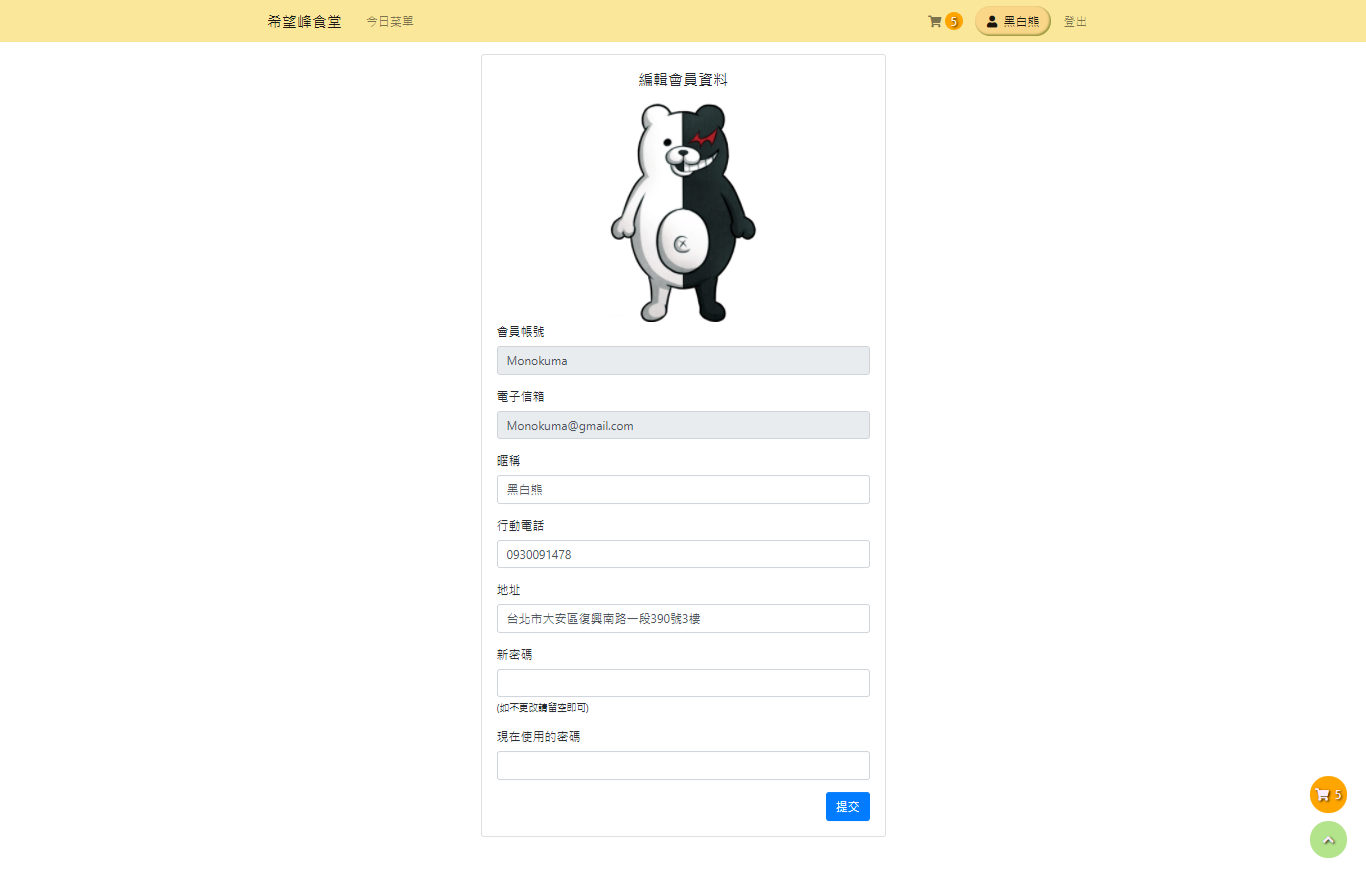 希望峰食堂 今日菜單 5 黑白熊 登出
編輯會員資料
會員帳號
Monokuma
電子信箱
Monokuma@gmail.com
暱稱
黑白熊
行動電話
0930091478
地址
台北市大安區復興南路一段390號3樓
新密碼
(如不更改請留空即可)
現在使用的密碼
提交
5